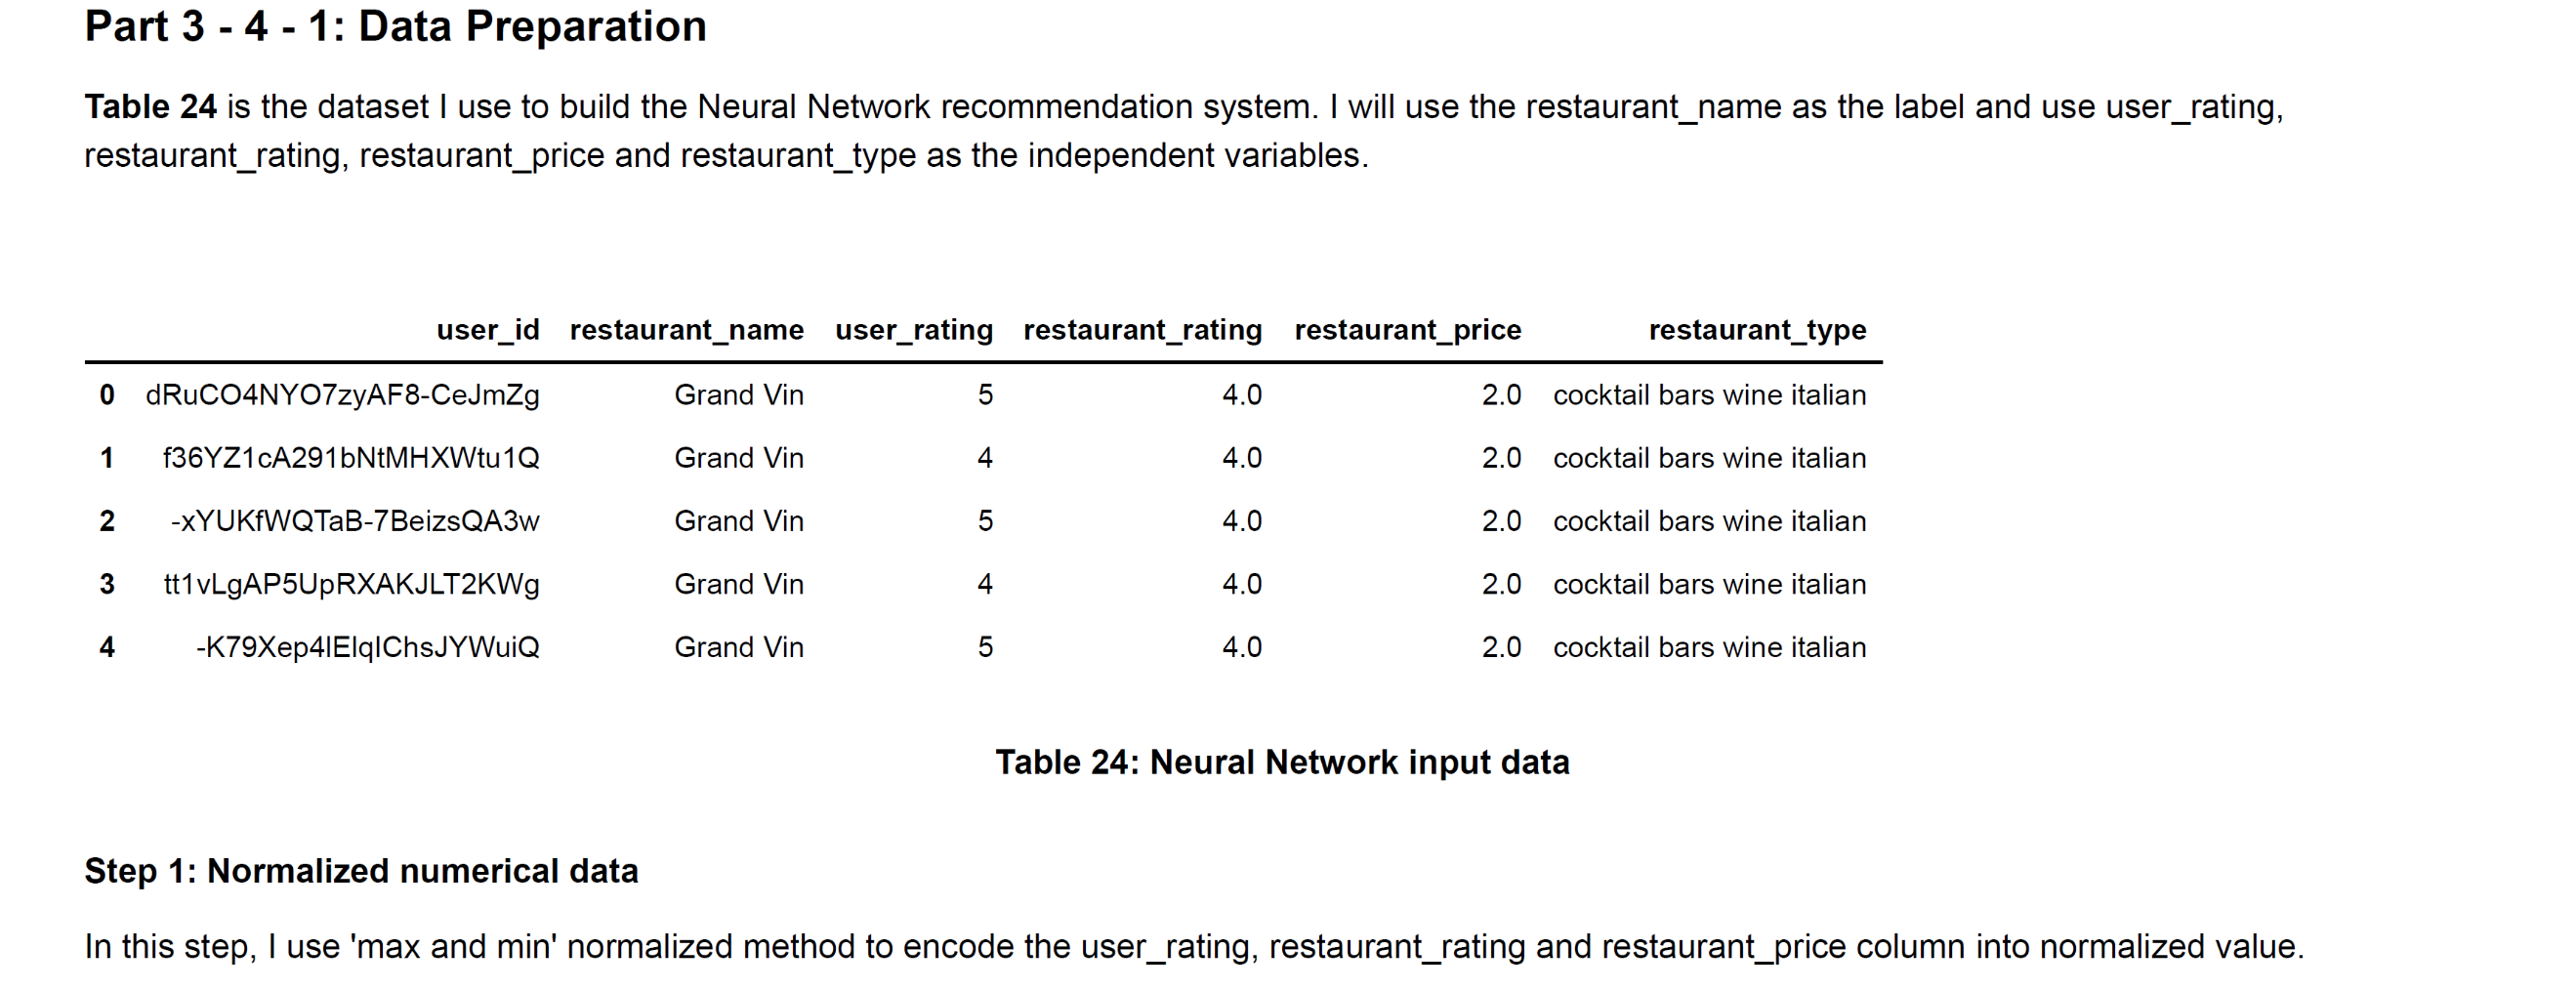 Part 3 - 4 - 1: Data Preparation
Table 24 is the dataset I use to build the Neural Network recommendation system. I will use the restaurant_name as the label and use user_rating,
restaurant_rating, restaurant_price and restaurant_type as the independent variables.
user_id restaurant_name user_rating restaurant_rating restaurant_price restaurant_type
0 dRuCO4NYO7zyAF8-CeJmZg Grand Vin 5 4.0 2.0 cocktail bars wine italian
1 f36YZ1cA291bNtMHXWtu1Q Grand Vin 4 4.0 2.0 cocktail bars wine italian
2 -xYUKfWQTaB-7BeizsQA3w Grand Vin 5 4.0 2.0 cocktail bars wine italian
3 tt1vLgAP5UpRXAKJLT2KWg Grand Vin 4 4.0 2.0 cocktail bars wine italian
4 -K79Xep4IEIqIChsJYWuiQ Grand Vin 5 4.0 2.0 cocktail bars wine italian
Table 24: Neural Network input data
Step 1: Normalized numerical data
In this step, I use 'max and min' normalized method to encode the user_rating, restaurant_rating and restaurant_price column into normalized value.